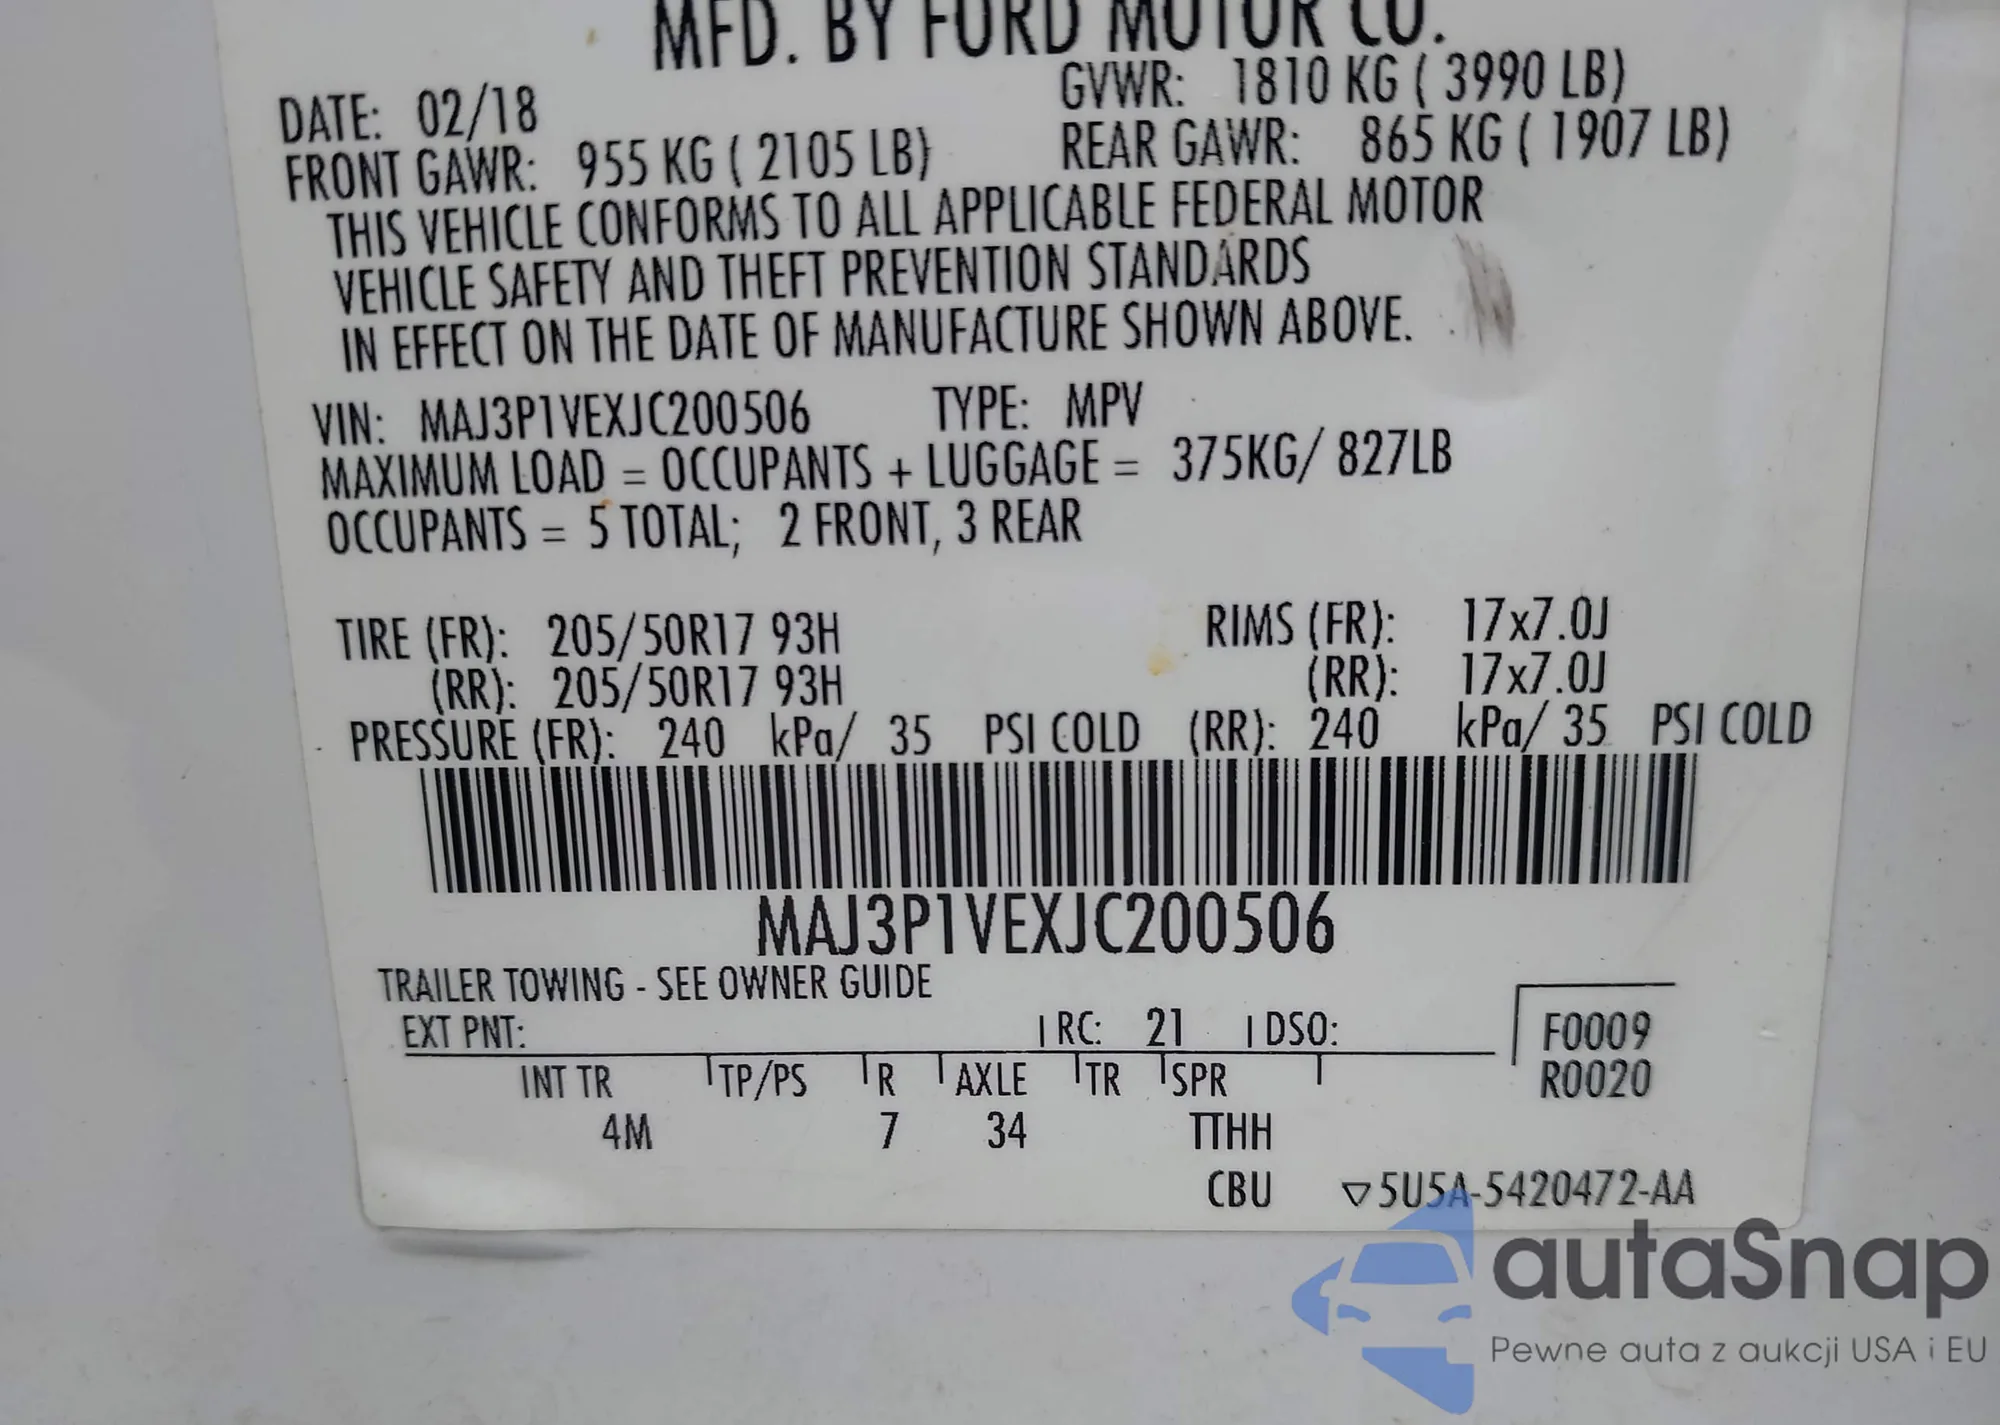 MFD. BY FORD MOTOR CO.
DATE: 02/18 GVWR: 1810 KG ( 3990 LB)
FRONT GAWR: 955 KG ( 2105 LB) REAR GAWR: 865 KG ( 1907 LB)
THIS VEHICLE CONFORMS TO ALL APPLICABLE FEDERAL MOTOR
VEHICLE SAFETY AND THEFT PREVENTION STANDARDS
IN EFFECT ON THE DATE OF MANUFACTURE SHOWN ABOVE.
VIN: MAJ3P1VEXJC200506 TYPE: MPV
MAXIMUM LOAD = OCCUPANTS + LUGGAGE = 375KG/ 827LB
OCCUPANTS = 5 TOTAL; 2 FRONT, 3 REAR
TIRE (FR): 205/50R17 93H RIMS (FR): 17x7.0J
(RR): 205/50R17 93H (RR): 17x7.0J
PRESSURE (FR): 240 kPa/ 35 PSI COLD (RR): 240 kPa/ 35 PSI COLD
MAJ3P1VEXJC200506
TRAILER TOWING - SEE OWNER GUIDE
EXT PNT: RC: 21 DSO: F0009
INT TR TP/PS R AXLE TR SPR R0020
4M 7 34 TTHH
CBU ▽5U5A-5420472-AA
autaSnap
Pewne auta z aukcji USA i EU